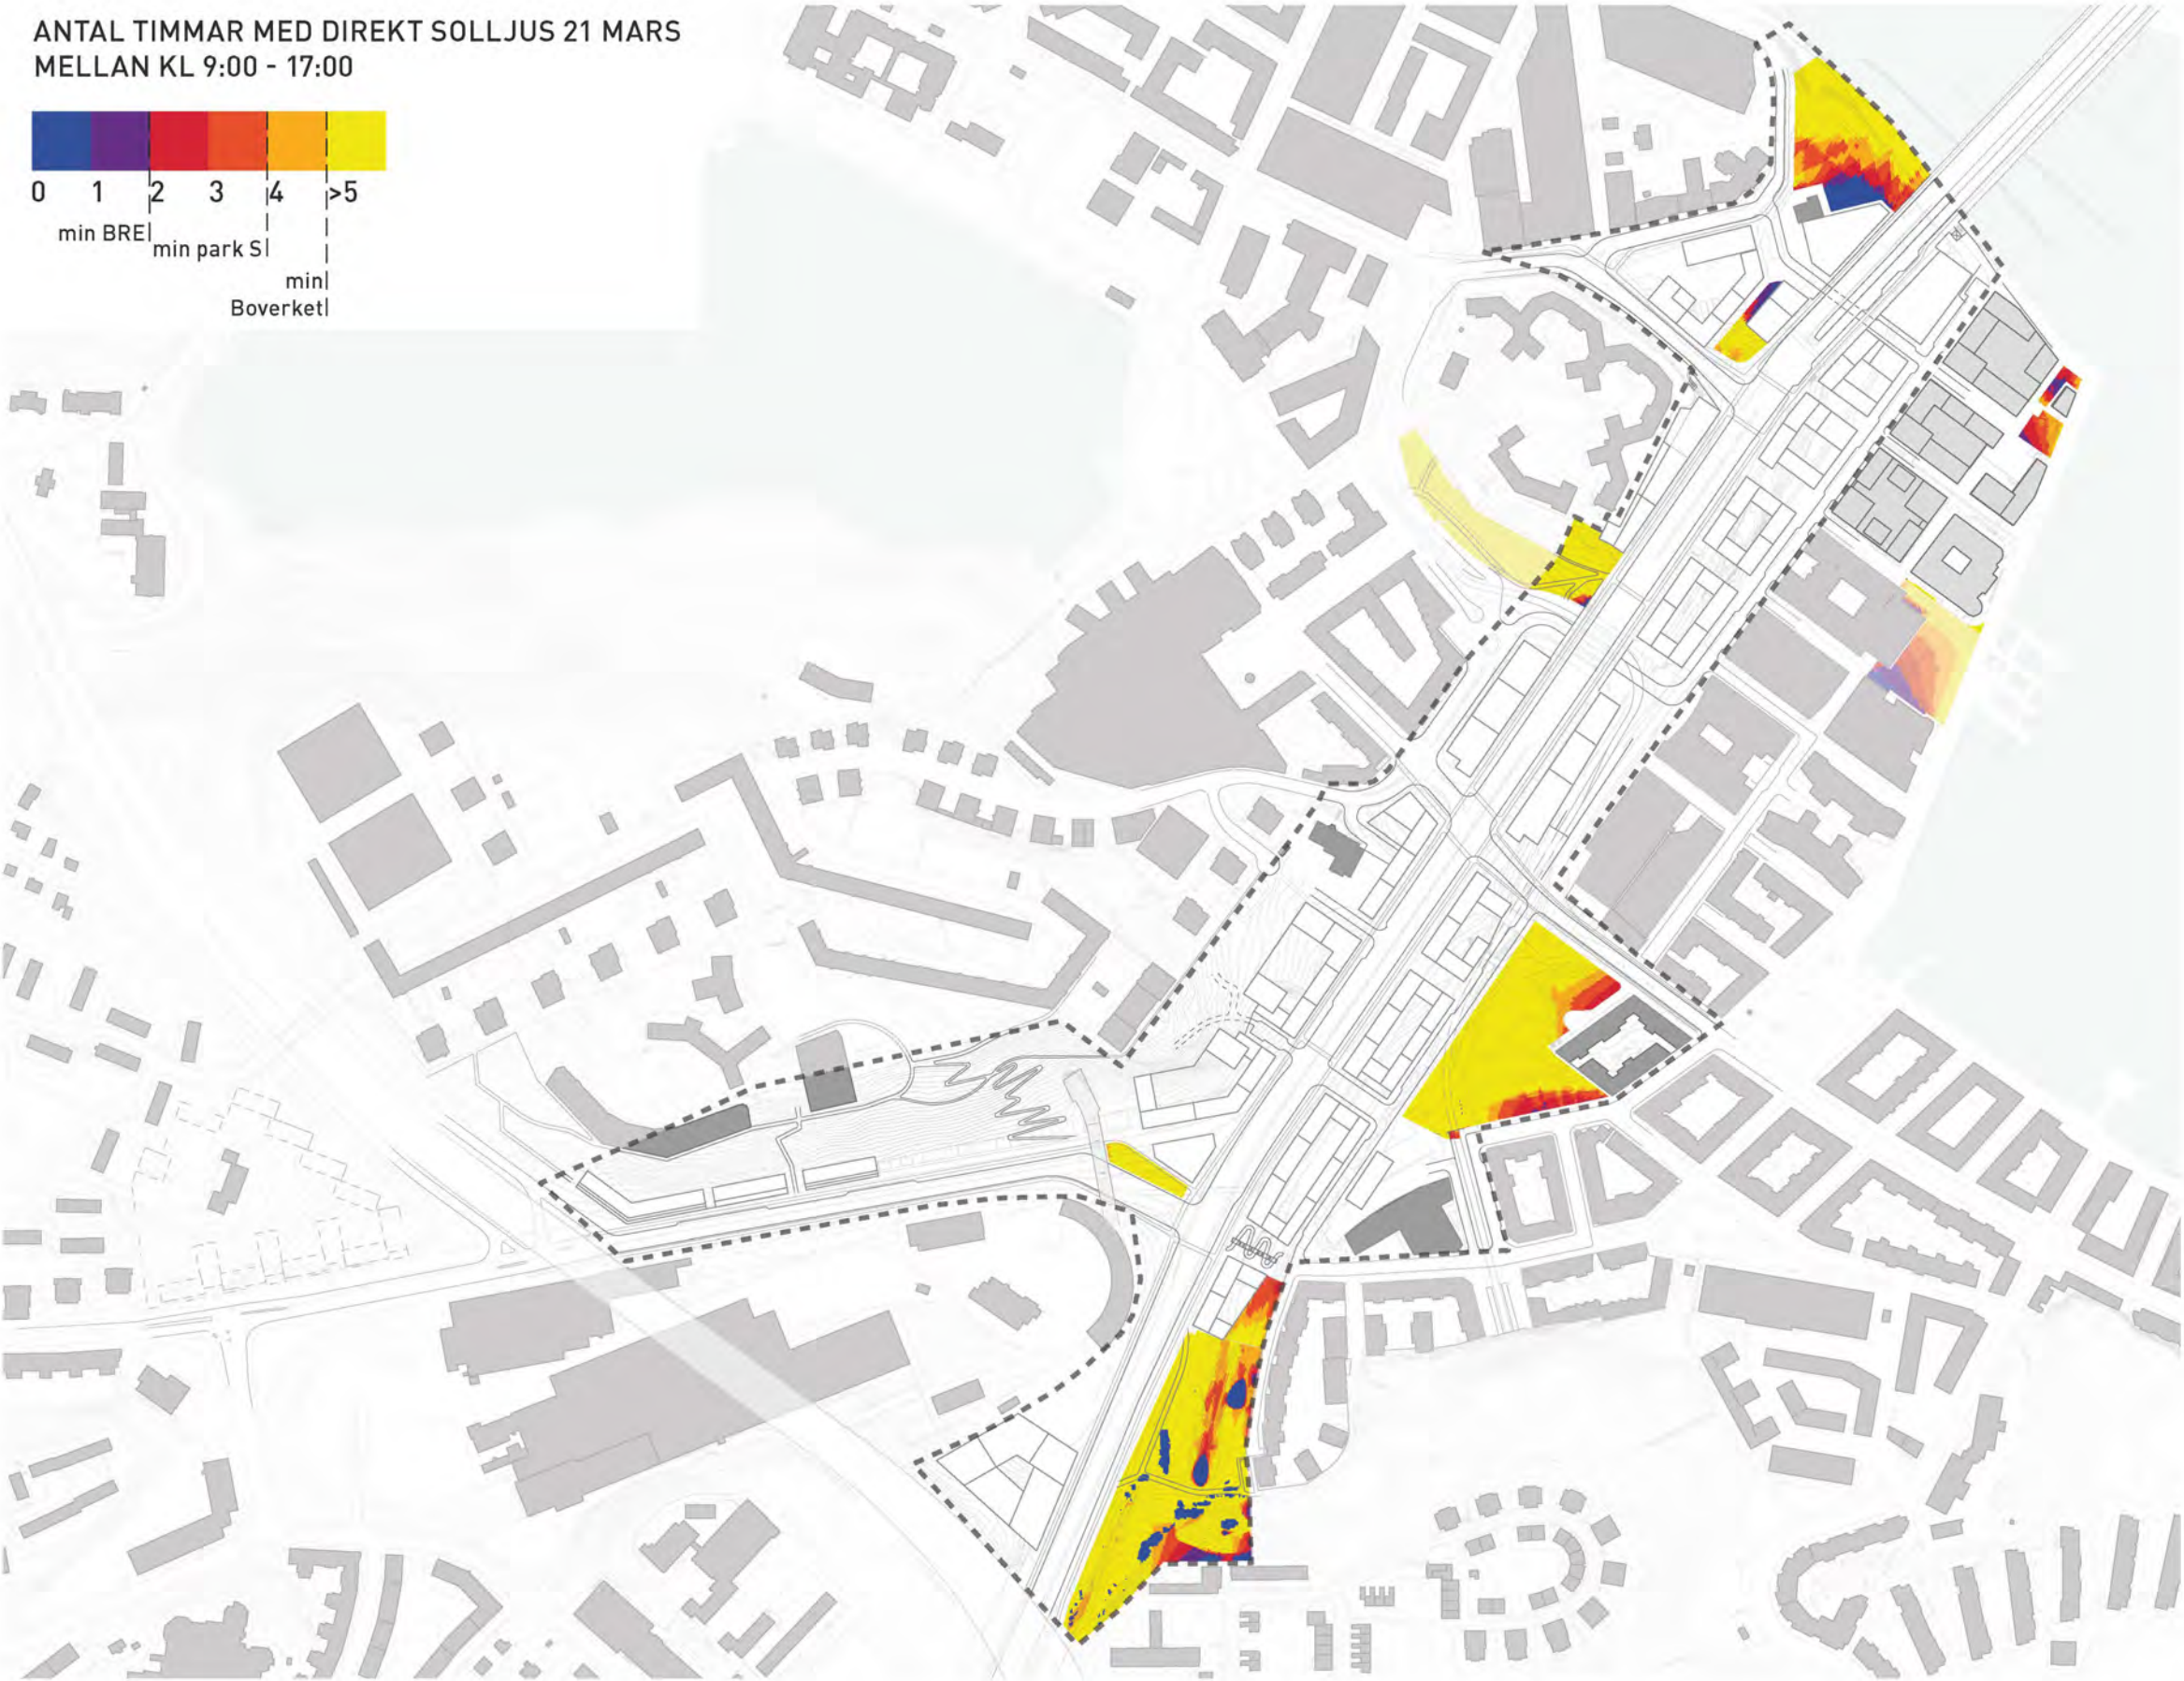 ANTAL TIMMAR MED DIREKT SOLLJUS 21 MARS
MELLAN KL 9:00 - 17:00
0 1 2 3 4 >5
min BRE
min park S
min
Boverket